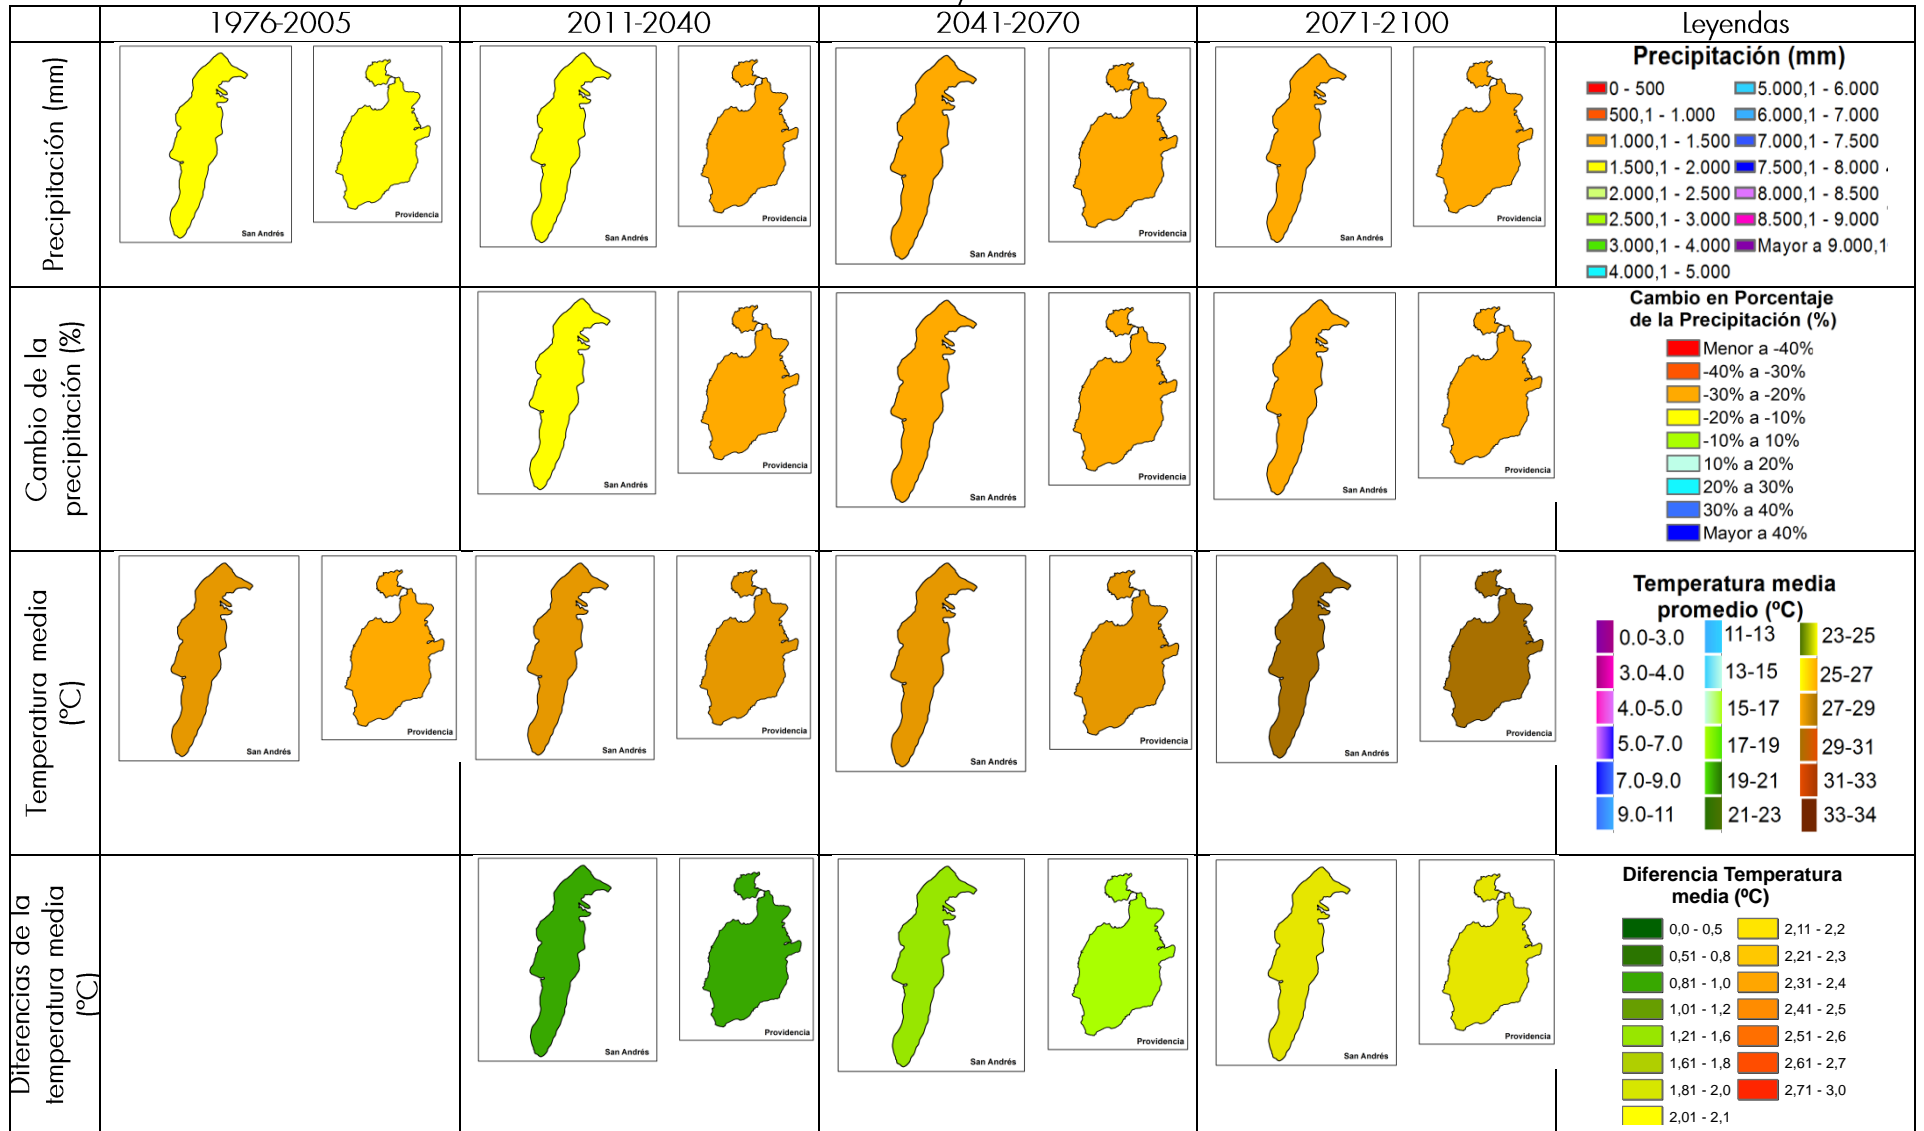 1976-2005
2011-2040
2041-2070
2071-2100
Leyendas
Precipitación (mm)
San Andrés
Providencia
San Andrés
Providencia
San Andrés
Providencia
San Andrés
Providencia
Precipitación (mm)
0 - 500
500,1 - 1.000
1.000,1 - 1.500
1.500,1 - 2.000
2.000,1 - 2.500
2.500,1 - 3.000
3.000,1 - 4.000
4.000,1 - 5.000
5.000,1 - 6.000
6.000,1 - 7.000
7.000,1 - 7.500
7.500,1 - 8.000
8.000,1 - 8.500
8.500,1 - 9.000
Mayor a 9.000,1
Cambio de la
precipitación (%)
San Andrés
Providencia
San Andrés
Providencia
San Andrés
Providencia
Cambio en Porcentaje
de la Precipitación (%)
Menor a -40%
-40% a -30%
-30% a -20%
-20% a -10%
-10% a 10%
10% a 20%
20% a 30%
30% a 40%
Mayor a 40%
Temperatura media
(ºC)
San Andrés
Providencia
San Andrés
Providencia
San Andrés
Providencia
San Andrés
Providencia
Temperatura media
promedio (ºC)
0.0-3.0
3.0-4.0
4.0-5.0
5.0-7.0
7.0-9.0
9.0-11
11-13
13-15
15-17
17-19
19-21
21-23
23-25
25-27
27-29
29-31
31-33
33-34
Diferencias de la
temperatura media
(ºC)
San Andrés
Providencia
San Andrés
Providencia
San Andrés
Providencia
Diferencia Temperatura
media (ºC)
0,0 - 0,5
0,51 - 0,8
0,81 - 1,0
1,01 - 1,2
1,21 - 1,6
1,61 - 1,8
1,81 - 2,0
2,01 - 2,1
2,11 - 2,2
2,21 - 2,3
2,31 - 2,4
2,41 - 2,5
2,51 - 2,6
2,61 - 2,7
2,71 - 3,0